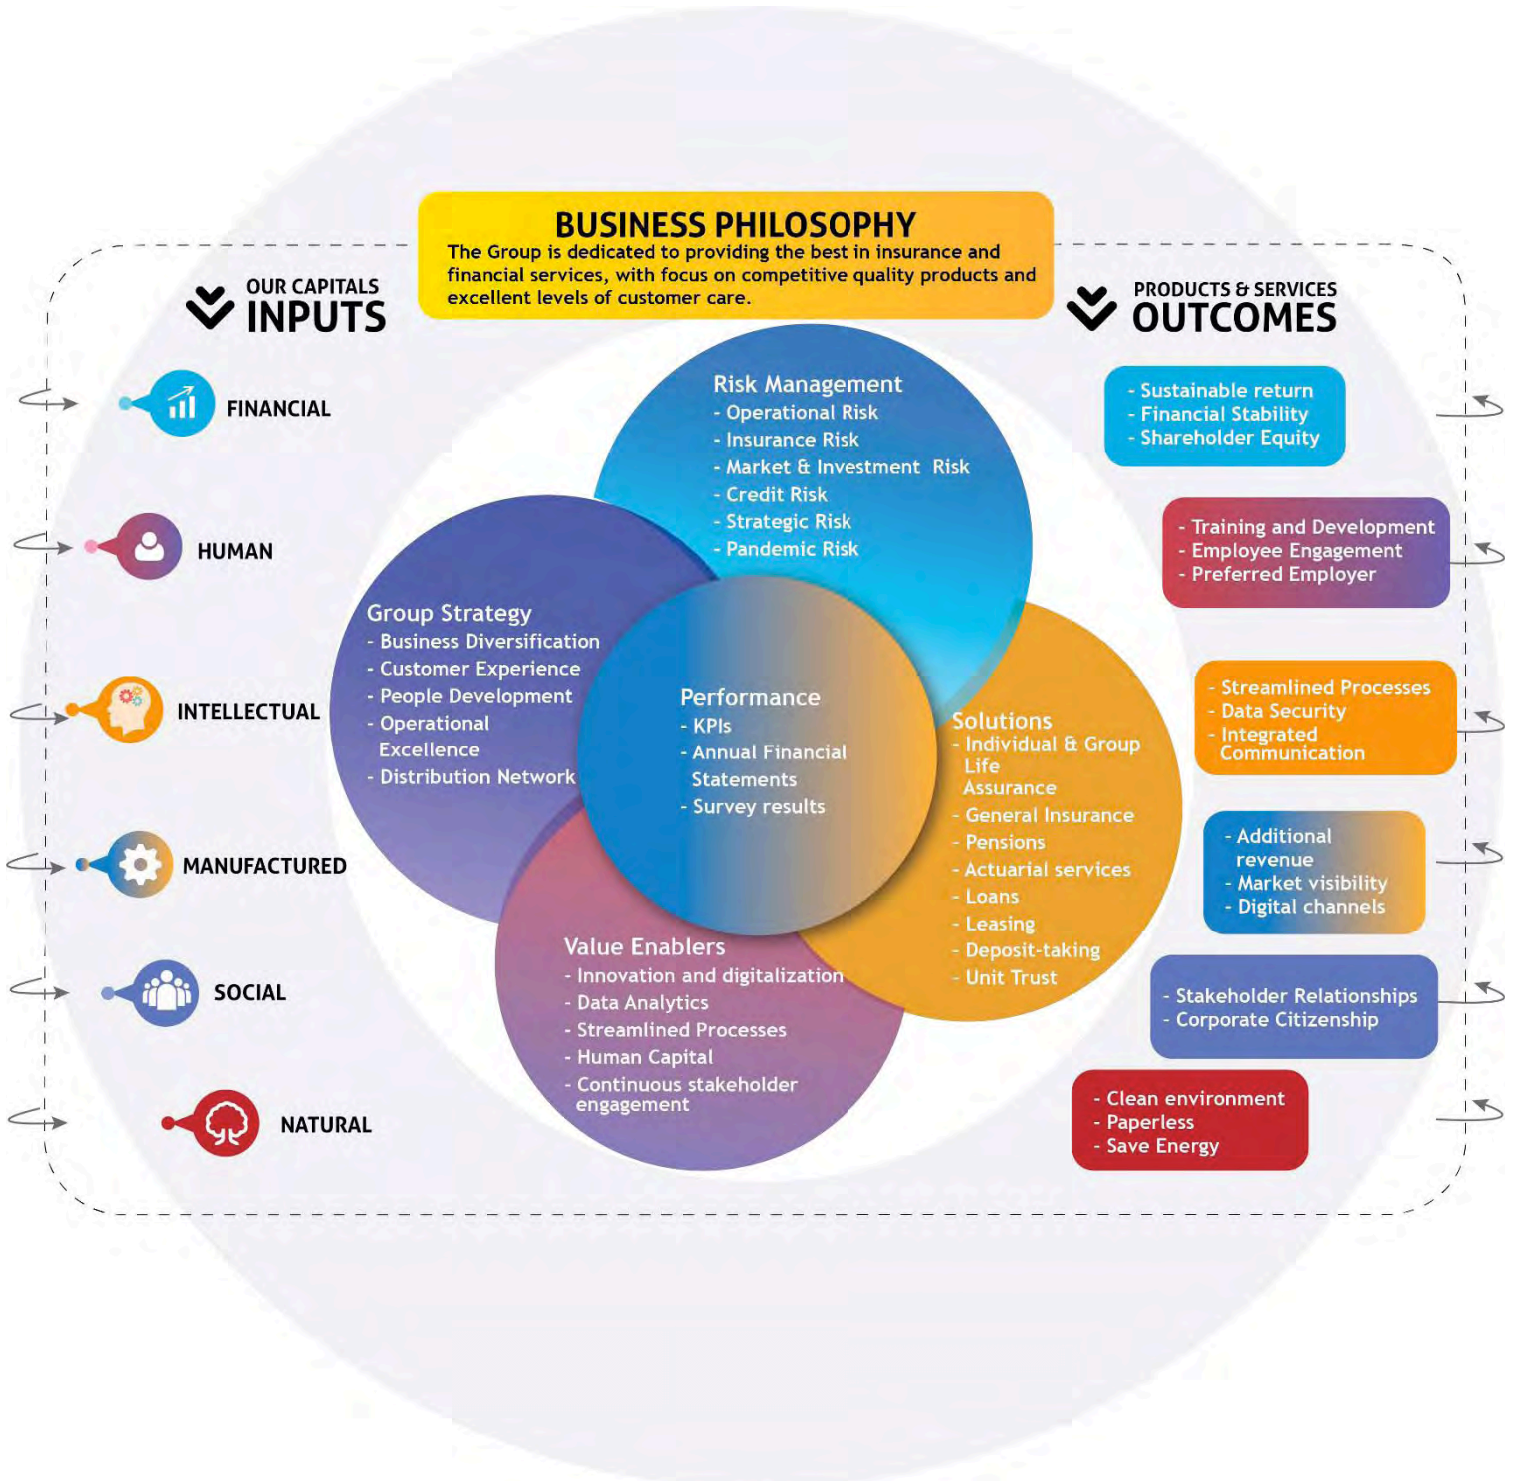 BUSINESS PHILOSOPHY
The Group is dedicated to providing the best in insurance and
financial services, with focus on competitive quality products and
excellent levels of customer care.
OUR CAPITALS
INPUTS
FINANCIAL
HUMAN
INTELLECTUAL
MANUFACTURED
SOCIAL
NATURAL
Risk Management
- Operational Risk
- Insurance Risk
- Market & Investment Risk
- Credit Risk
- Strategic Risk
- Pandemic Risk
Group Strategy
- Business Diversification
- Customer Experience
- People Development
- Operational
Excellence
- Distribution Network
Performance
- KPIs
- Annual Financial
Statements
- Survey results
Solutions
- Individual & Group
Life
Assurance
- General Insurance
- Pensions
- Actuarial services
- Loans
- Leasing
- Deposit-taking
- Unit Trust
Value Enablers
- Innovation and digitalization
- Data Analytics
- Streamlined Processes
- Human Capital
- Continuous stakeholder
engagement
PRODUCTS & SERVICES
OUTCOMES
- Sustainable return
- Financial Stability
- Shareholder Equity
- Training and Development
- Employee Engagement
- Preferred Employer
- Streamlined Processes
- Data Security
- Integrated
Communication
- Additional
revenue
- Market visibility
- Digital channels
- Stakeholder Relationships
- Corporate Citizenship
- Clean environment
- Paperless
- Save Energy